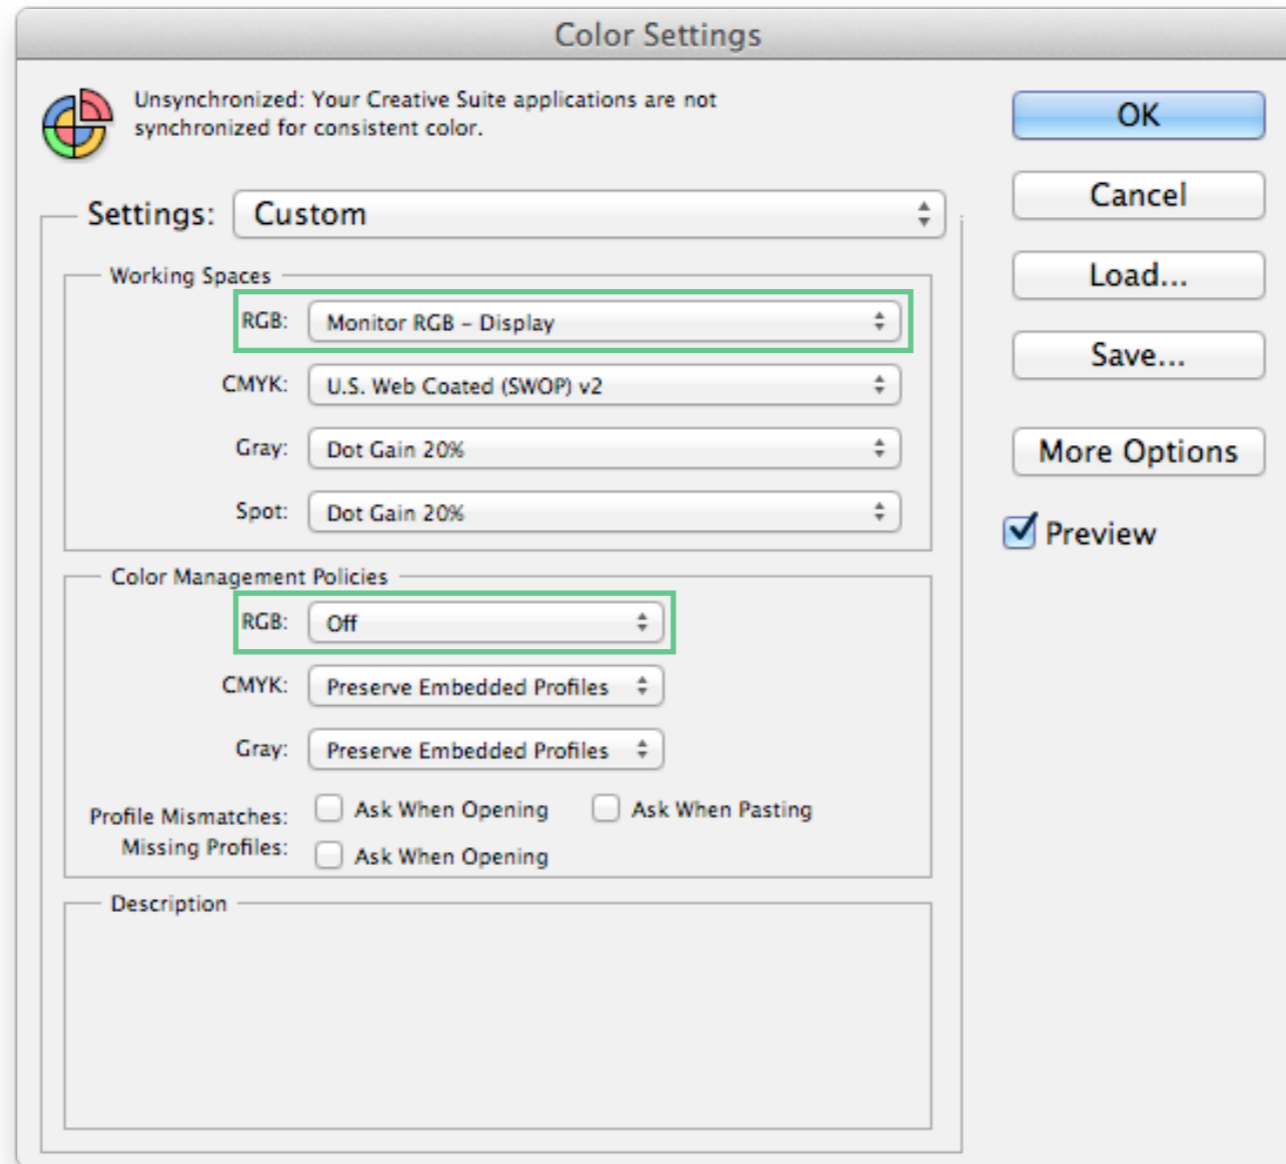 Color Settings
Unsynchronized: Your Creative Suite applications are not
synchronized for consistent color.
OK
Cancel
Load...
Save...
More Options
Preview
Settings: Custom
Working Spaces
RGB: Monitor RGB – Display
CMYK: U.S. Web Coated (SWOP) v2
Gray: Dot Gain 20%
Spot: Dot Gain 20%
Color Management Policies
RGB: Off
CMYK: Preserve Embedded Profiles
Gray: Preserve Embedded Profiles
Profile Mismatches: Ask When Opening Ask When Pasting
Missing Profiles: Ask When Opening
Description